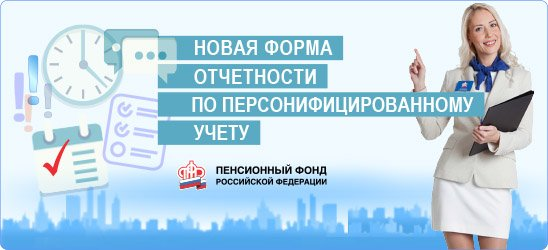 НОВАЯ ФОРМА
ОТЧЕТНОСТИ
ПО ПЕРСОНИФИЦИРОВАННОМУ
УЧЕТУ
ПЕНСИОННЫЙ ФОНД
РОССИЙСКОЙ ФЕДЕРАЦИИ